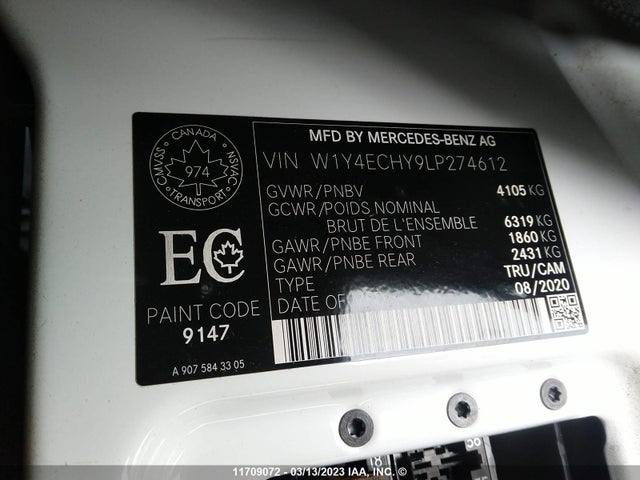 CANADA
CMVSS
NSVAC
974
TRANSPORT
MFD BY MERCEDES-BENZ AG
VIN W1Y4ECHY9LP274612
GVWR/PNBV 4105 KG
GCWR/POIDS NOMINAL
BRUT DE L'ENSEMBLE 6319 KG
GAWR/PNBE FRONT 1860 KG
GAWR/PNBE REAR 2431 KG
TYPE TRU/CAM
DATE OF 08/2020
EC
PAINT CODE
9147
A 907 584 33 05
11709072 - 03/13/2023 IAA, Inc.